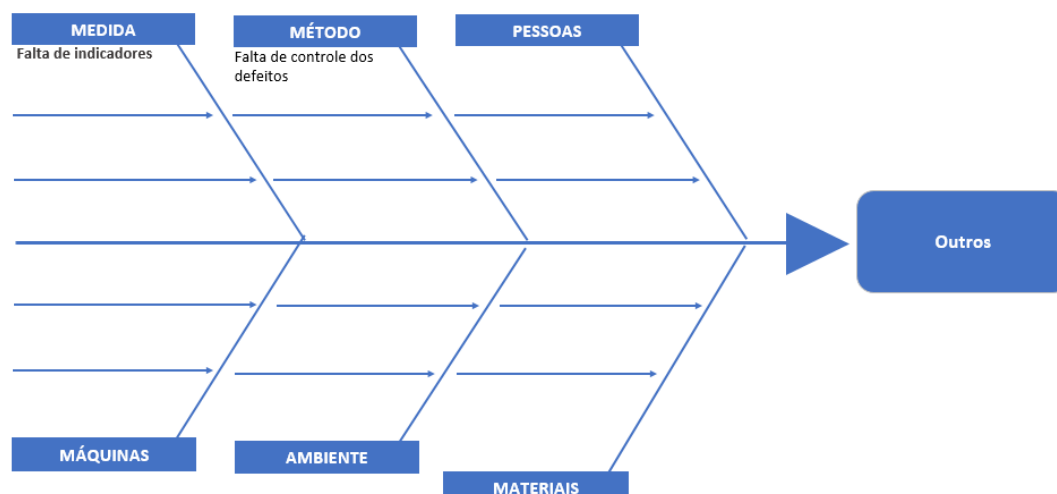 MEDIDA
Falta de indicadores
MÉTODO
Falta de controle dos
defeitos
PESSOAS
Outros
MÁQUINAS
AMBIENTE
MATERIAIS